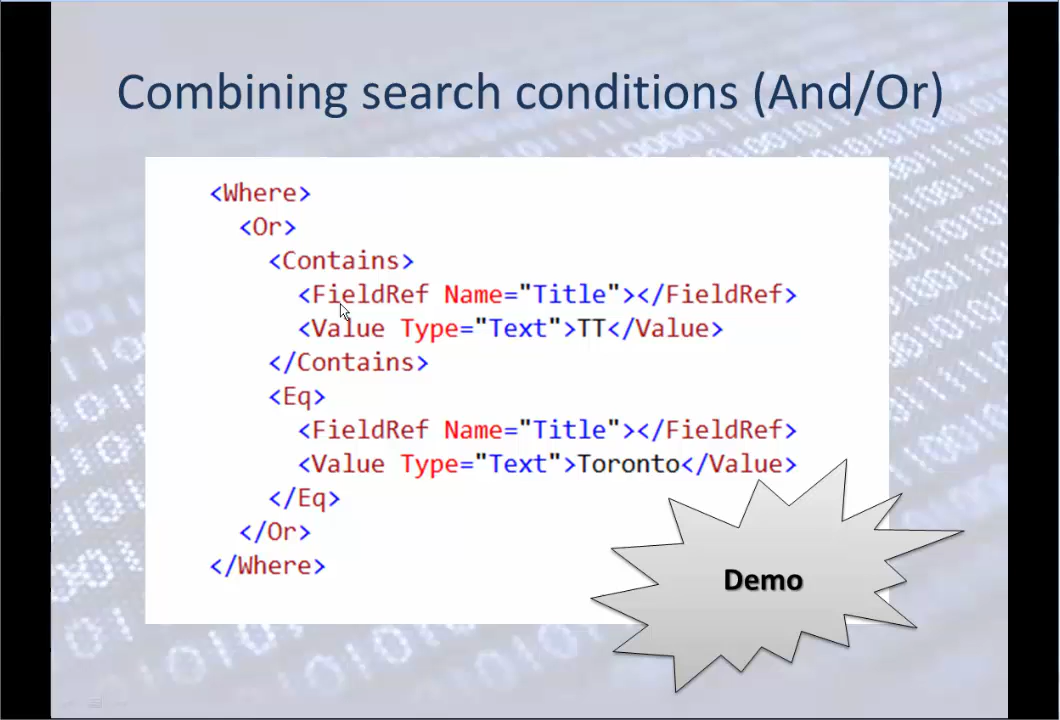 Combining search conditions (And/Or)
<Where>
<Or>
<Contains>
<FieldRef Name="Title"></FieldRef>
<Value Type="Text">TT</Value>
</Contains>
<Eq>
<FieldRef Name="Title"></FieldRef>
<Value Type="Text">Toronto</Value>
</Eq>
</Or>
</Where>
Demo